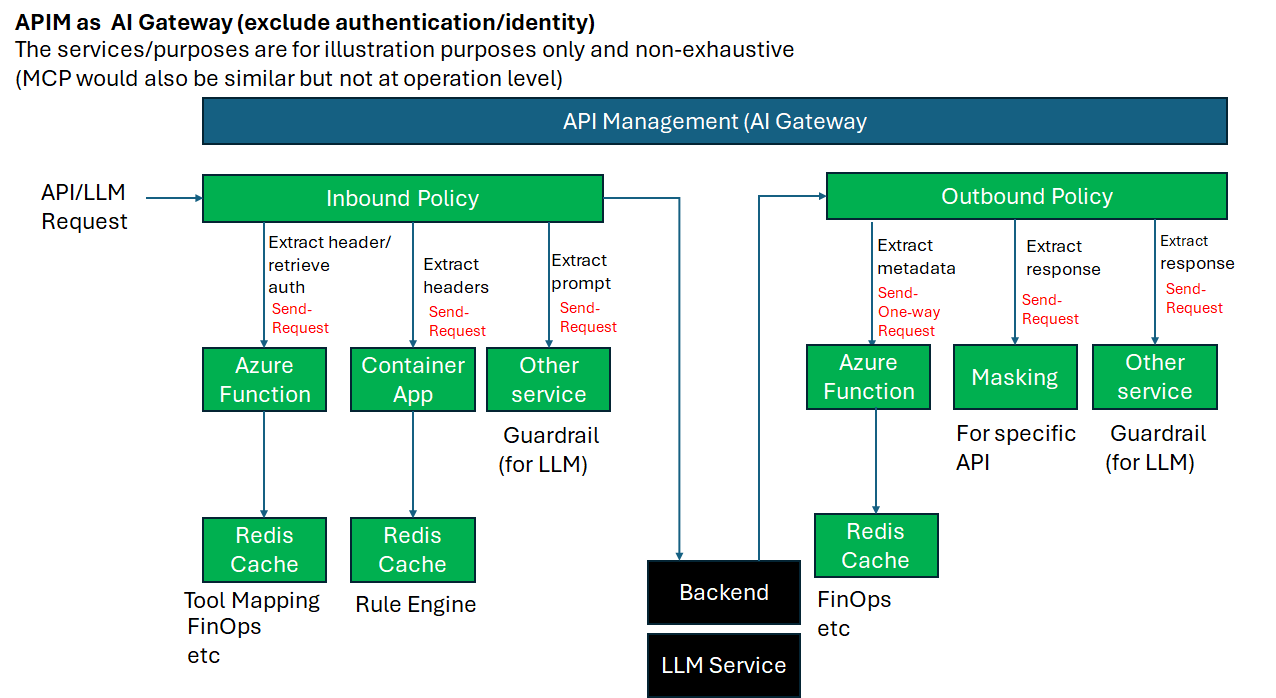 APIM as  AI Gateway (exclude authentication/identity)
The services/purposes are for illustration purposes only and non-exhaustive
(MCP would also be similar but not at operation level)
API Management (AI Gateway
API/LLM
Request
Inbound Policy
Outbound Policy
Extract header/
retrieve
auth
Send-
Request
Extract
headers
Send-
Request
Extract
prompt
Send-
Request
Extract
metadata
Send-
One-way
Request
Extract
response
Send-
Request
Extract
response
Send-
Request
Azure
Function
Container
App
Other
service
Guardrail
(for LLM)
Azure
Function
Masking
For specific
API
Other
service
Guardrail
(for LLM)
Redis
Cache
Tool Mapping
FinOps
etc
Redis
Cache
Rule Engine
Backend
LLM Service
Redis
Cache
FinOps
etc